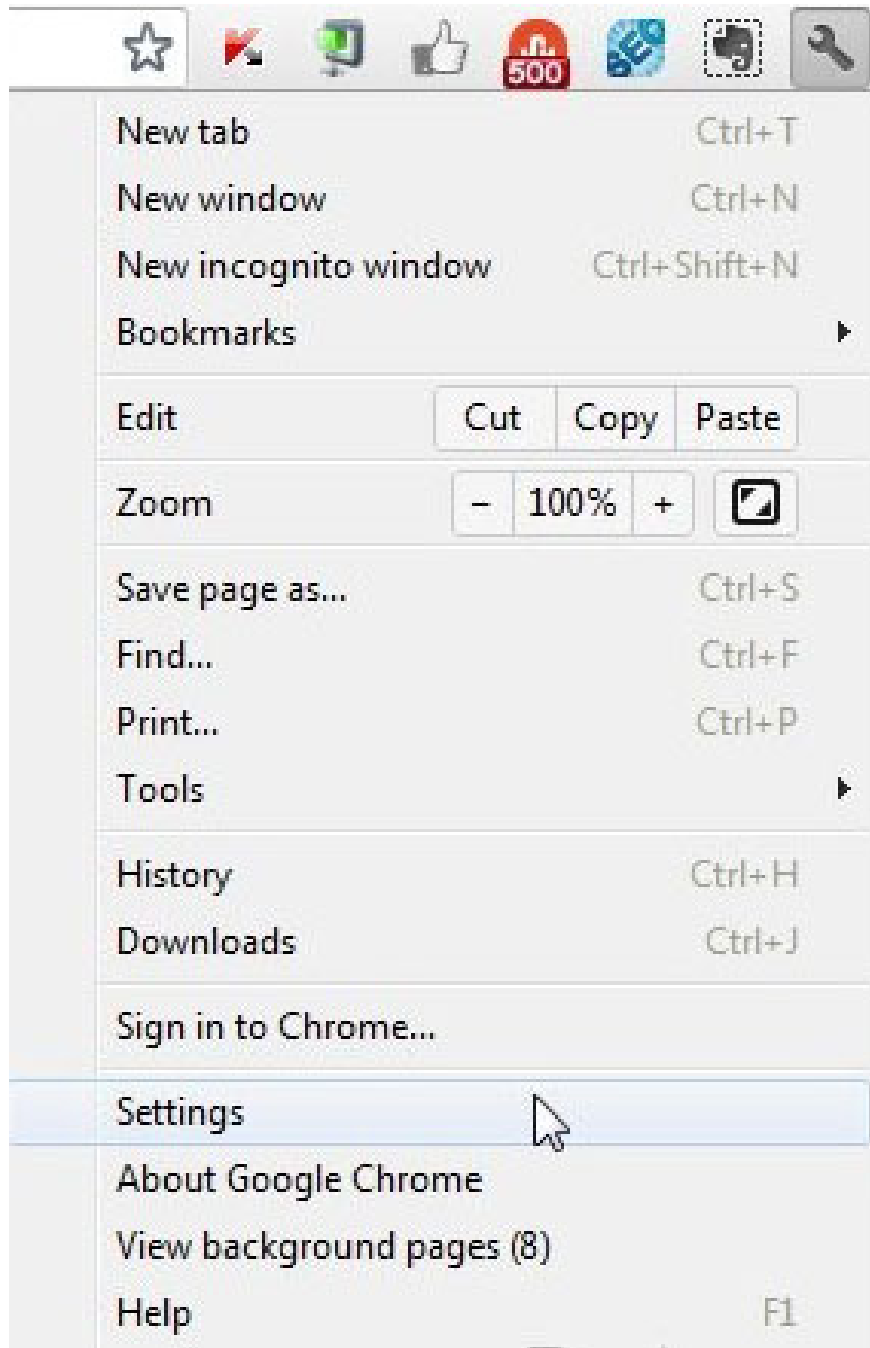 500
New tab Ctrl+T
New window Ctrl+N
New incognito window Ctrl+Shift+N
Bookmarks
Edit Cut Copy Paste
Zoom - 100% +
Save page as... Ctrl+S
Find... Ctrl+F
Print... Ctrl+P
Tools
History Ctrl+H
Downloads Ctrl+J
Sign in to Chrome...
Settings
About Google Chrome
View background pages (8)
Help F1